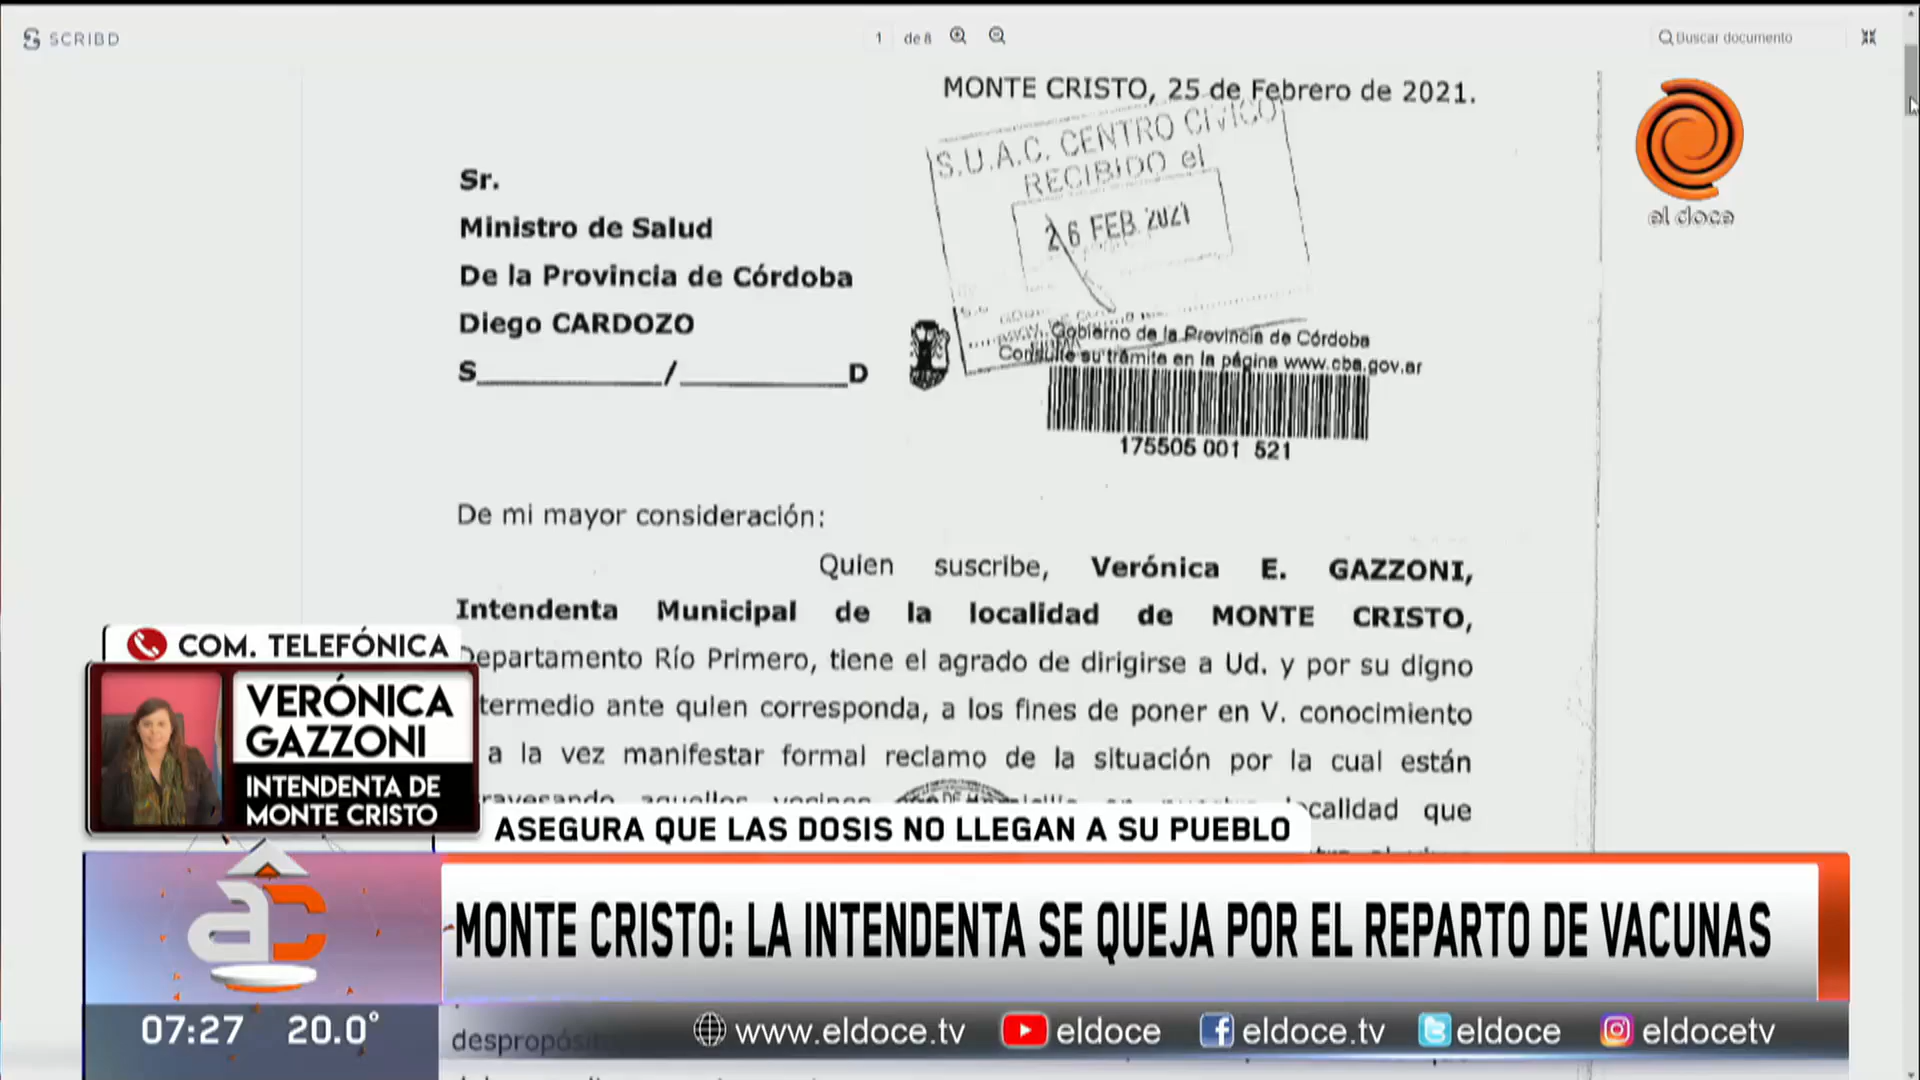 SCRIBD
1 de 8
Buscar documento
MONTE CRISTO, 25 de Febrero de 2021.
S.U.A.C. CENTRO CIVICO
RECIBIDO el
26 FEB 2021
el doce
Sr.
Ministro de Salud
De la Provincia de Córdoba
Diego CARDOZO
S____________/___________D
Gobierno de la Provincia de Córdoba
Consulte su trámite en la página www.cba.gov.ar
175505 001 521
De mi mayor consideración:
Quien suscribe, Verónica E. GAZZONI,
Intendenta Municipal de la localidad de MONTE CRISTO,
Departamento Río Primero, tiene el agrado de dirigirse a Ud. y por su digno
termedio ante quien corresponda, a los fines de poner en V. conocimiento
a la vez manifestar formal reclamo de la situación por la cual están
localidad que
COM. TELEFÓNICA
VERÓNICA
GAZZONI
INTENDENTA DE
MONTE CRISTO
ASEGURA QUE LAS DOSIS NO LLEGAN A SU PUEBLO
âc
MONTE CRISTO: LA INTENDENTA SE QUEJA POR EL REPARTO DE VACUNAS
07:27 20.0°
www.eldoce.tv eldoce eldoce.tv eldoce eldocetv